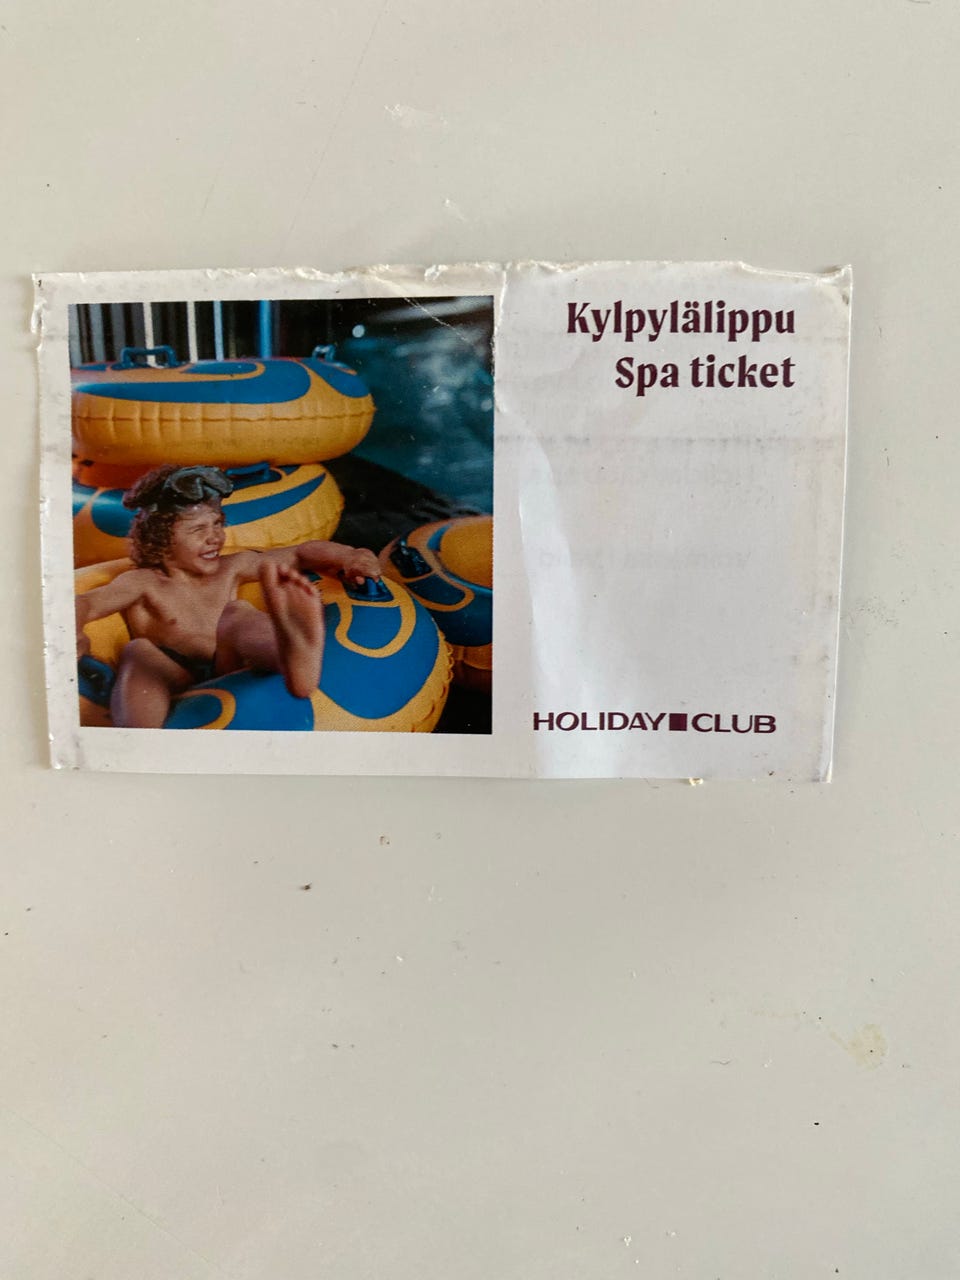 Kylpylälippu
Spa ticket
HOLIDAY CLUB